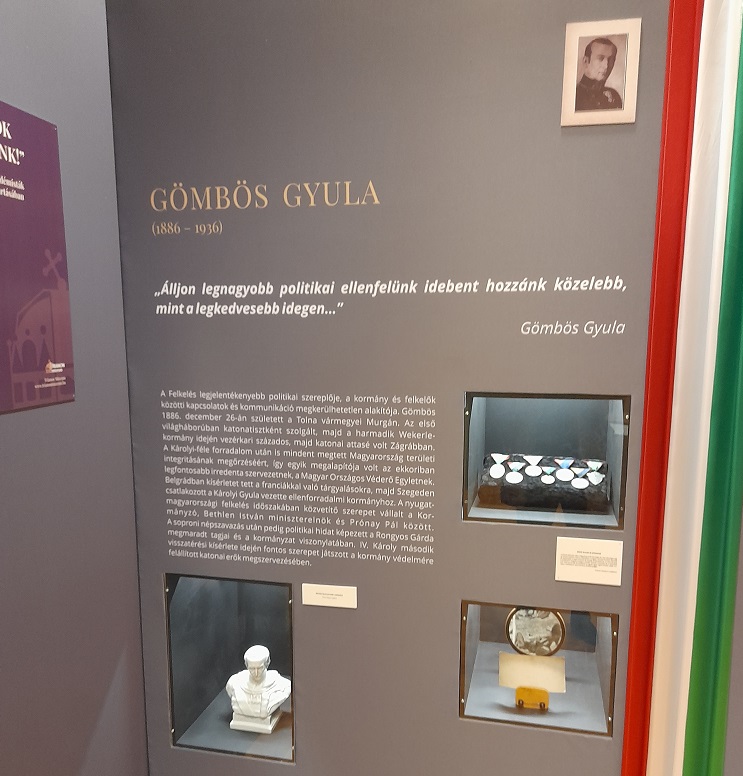 OK
NK!”
GÖMBÖS GYULA
(1886 – 1936)
„Álljon legnagyobb politikai ellenfelünk idebent hozzánk közelebb,
mint a legkedvesebb idegen...”
Gömbös Gyula
A Felkelés legjelentékenyebb politikai szereplője, a kormány és felkelők
közötti kapcsolatok és kommunikáció megkerülhetetlen alakítója. Gömbös
1886. december 26-án született a Tolna vármegyei Murgán. Az első
világháborúban katonatisztként szolgált, majd a harmadik Wekerle-
kormány idején vezérkari százados, majd katonai attasé volt Zágrábban.
A Károlyi-féle forradalom után is mindent megtett Magyarország területi
integritásának megőrzéséért, így egyik megalapítója volt az ekkoriban
legfontosabb irredenta szervezetnek, a Magyar Országos Véderő Egyletnek.
Belgrádban kísérletet tett a franciákkal való tárgyalásokra, majd Szegeden
csatlakozott a Károlyi Gyula vezette ellenforradalmi kormányhoz. A nyugat-
magyarországi felkelés időszakában közvetítő szerepet vállalt a Kor-
mányzó, Bethlen István miniszterelnök és Prónay Pál között.
A soproni népszavazás után pedig politikai hidat képezett a Rongyos Gárda
megmaradt tagjai és a kormányzat viszonylatában. IV. Károly második
visszatérési kísérlete idején fontos szerepet játszott a kormány védelmére
felállított katonai erők megszervezésében.